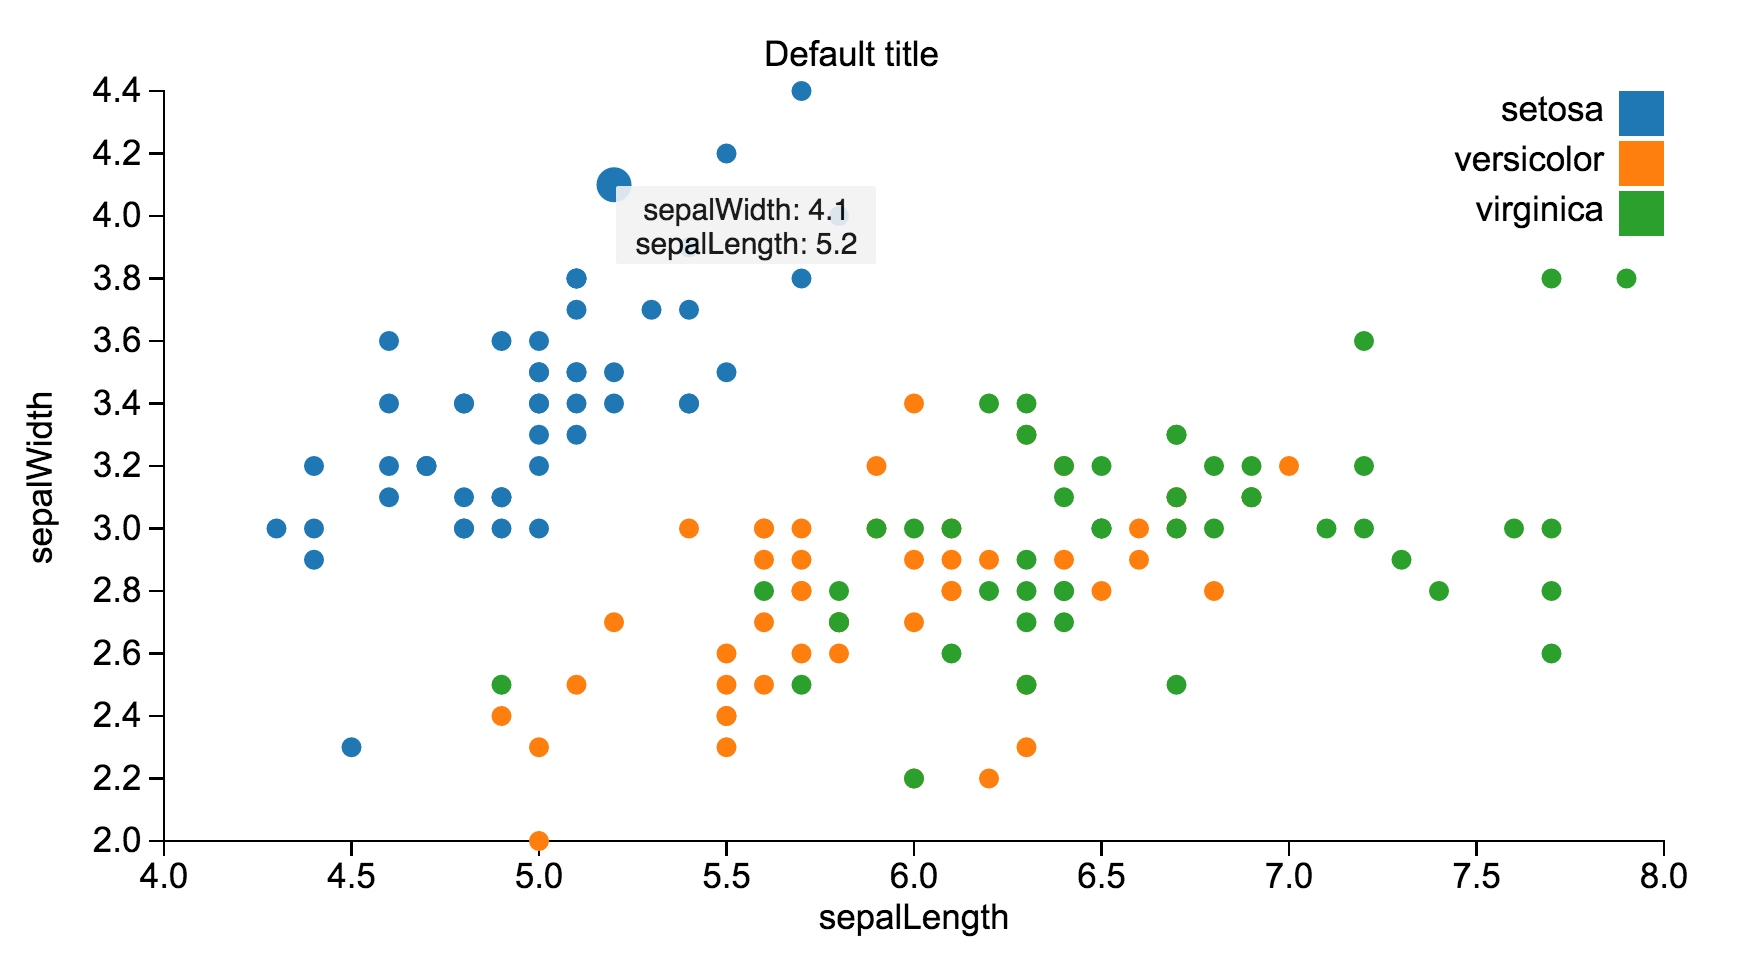 Default title
setosa
versicolor
virginica
sepalWidth: 4.1
sepalLength: 5.2
4.4
4.2
4.0
3.8
3.6
3.4
3.2
3.0
2.8
2.6
2.4
2.2
2.0
sepalWidth
4.0 4.5 5.0 5.5 6.0 6.5 7.0 7.5 8.0
sepalLength